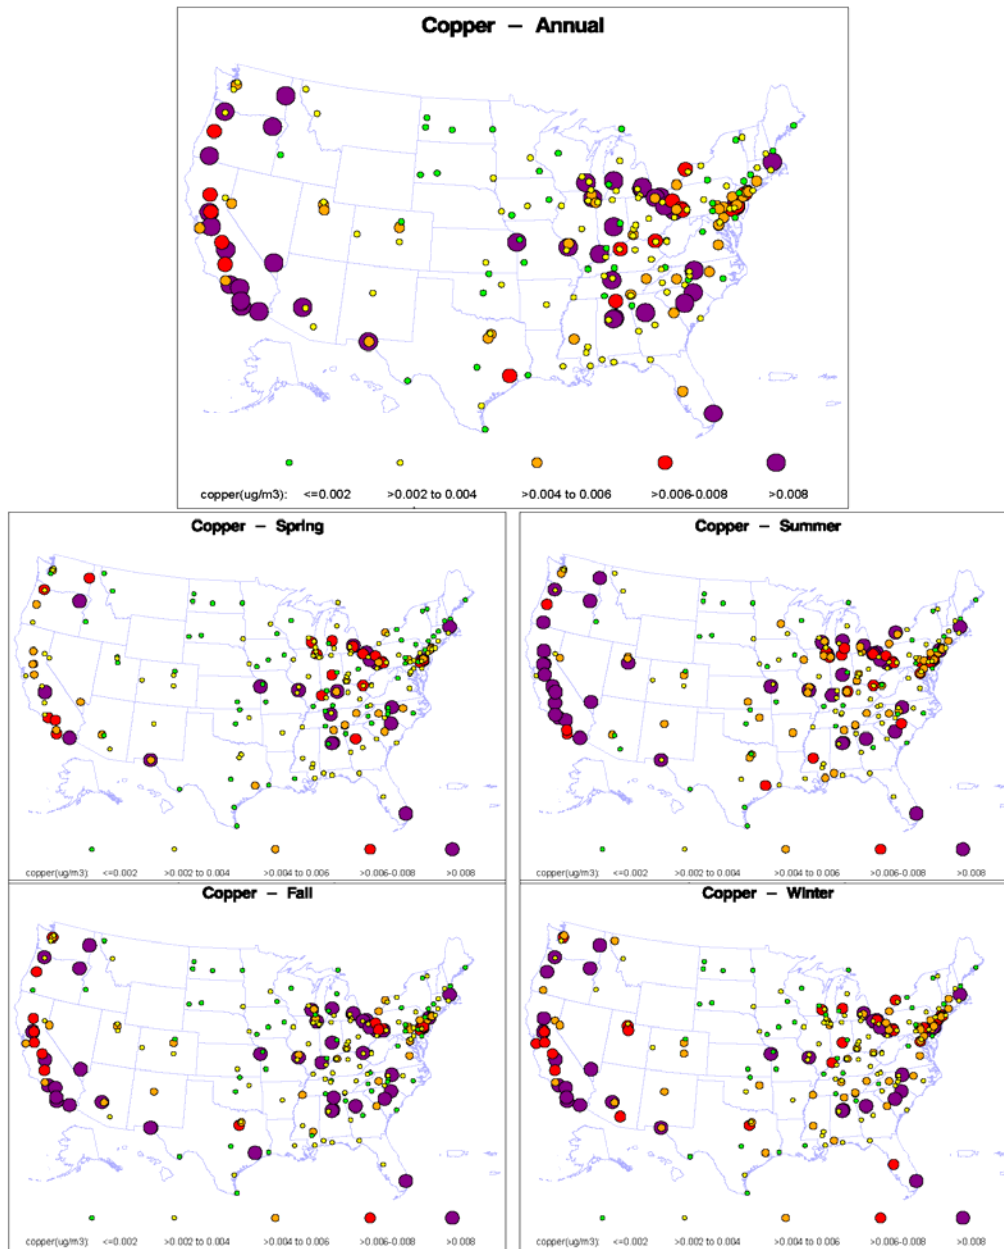 Copper – Annual
copper(ug/m3): <=0.002 >0.002 to 0.004 >0.004 to 0.006 >0.006-0.008 >0.008
Copper – Spring
copper(ug/m3): <=0.002 >0.002 to 0.004 >0.004 to 0.006 >0.006-0.008 >0.008
Copper – Summer
copper(ug/m3): <=0.002 >0.002 to 0.004 >0.004 to 0.006 >0.006-0.008 >0.008
Copper – Fall
copper(ug/m3): <=0.002 >0.002 to 0.004 >0.004 to 0.006 >0.006-0.008 >0.008
Copper – Winter
copper(ug/m3): <=0.002 >0.002 to 0.004 >0.004 to 0.006 >0.006-0.008 >0.008